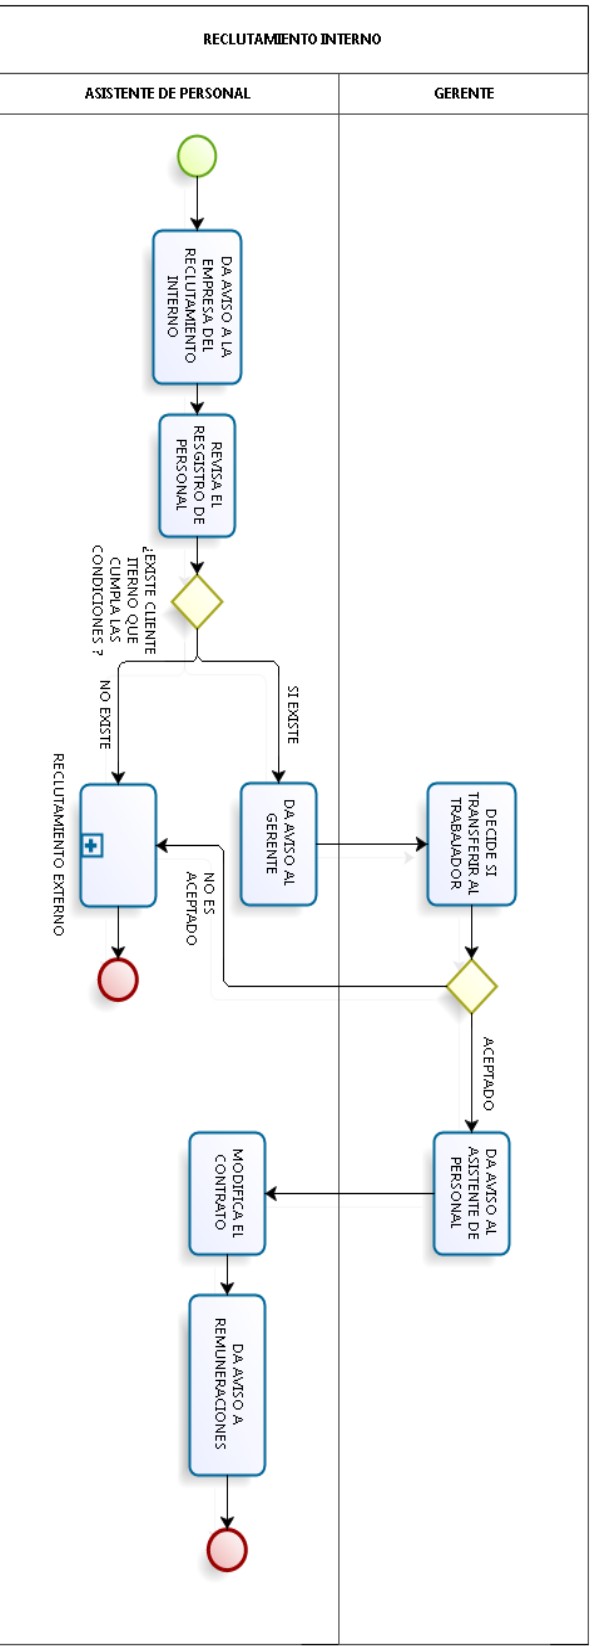 RECLUTAMIENTO INTERNO
ASISTENTE DE PERSONAL
GERENTE
DA AVISO A LA
EMPRESA DEL
RECLUTAMIENTO
INTERNO
REVISA EL
RESGISTRO DE
PERSONAL
¿EXISTE CLIENTE
ITERNO QUE
CUMPLA LAS
CONDICIONES ?
SI EXISTE
NO EXISTE
RECLUTAMIENTO EXTERNO
DA AVISO AL
GERENTE
DECIDE SI
TRANSFERIR AL
TRABAJADOR
NO ES
ACEPTADO
ACEPTADO
DA AVISO AL
ASISTENTE DE
PERSONAL
MODIFICA EL
CONTRATO
DA AVISO A
REMUNERACIONES